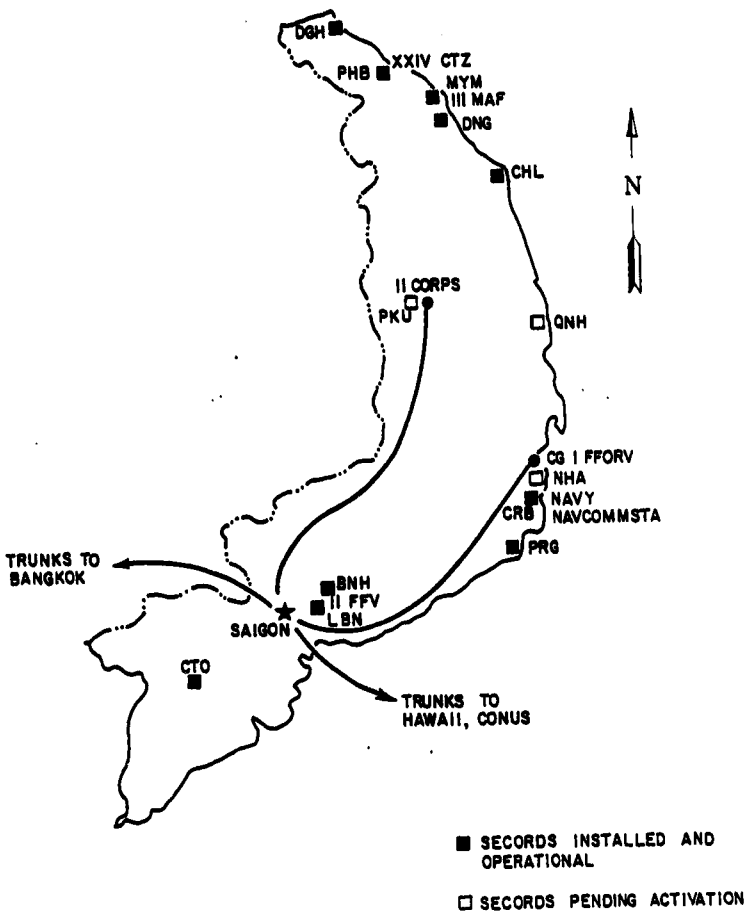 DGH
XXIV CTZ
PHB
MYM
III MAF
DNG
CHL
N
II CORPS
PKU
QNH
CG I FFORV
NHA
NAVY
CRB
NAVCOMMSTA
PRG
TRUNKS TO
BANGKOK
BNH
II FFV
LBN
SAIGON
CTO
TRUNKS TO
HAWAII, CONUS
SECORDS INSTALLED AND
OPERATIONAL
SECORDS PENDING ACTIVATION